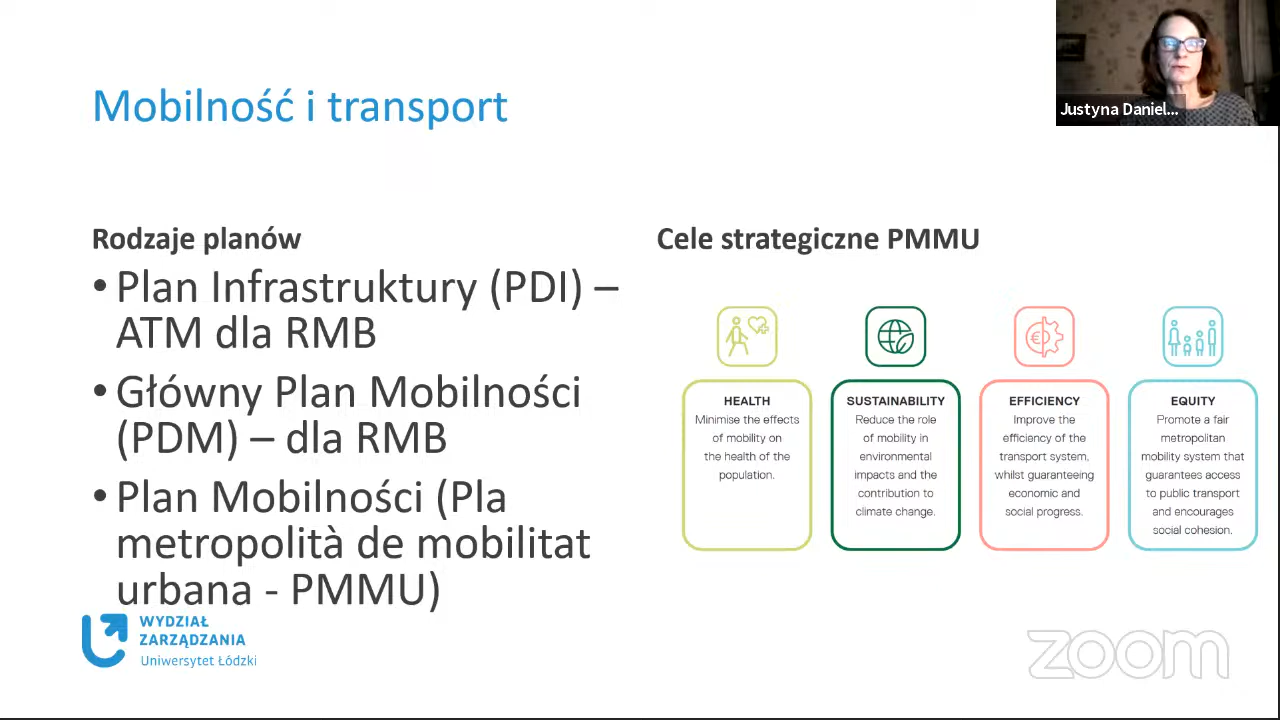 Mobilność i transport
Justyna Daniel...
Rodzaje planów
• Plan Infrastruktury (PDI) –
ATM dla RMB
• Główny Plan Mobilności
(PDM) – dla RMB
• Plan Mobilności (Pla
metropolità de mobilitat
urbana - PMMU)
Cele strategiczne PMMU
HEALTH
Minimise the effects
of mobility on
the health of the
population.
SUSTAINABILITY
Reduce the role
of mobility in
environmental
impacts and the
contribution to
climate change.
EFFICIENCY
Improve the
efficiency of the
transport system,
whilst guaranteeing
economic and
social progress.
EQUITY
Promote a fair
metropolitan
mobility system that
guarantees access
to public transport
and encourages
social cohesion.
WYDZIAŁ
ZARZĄDZANIA
Uniwersytet Łódzki
zoom